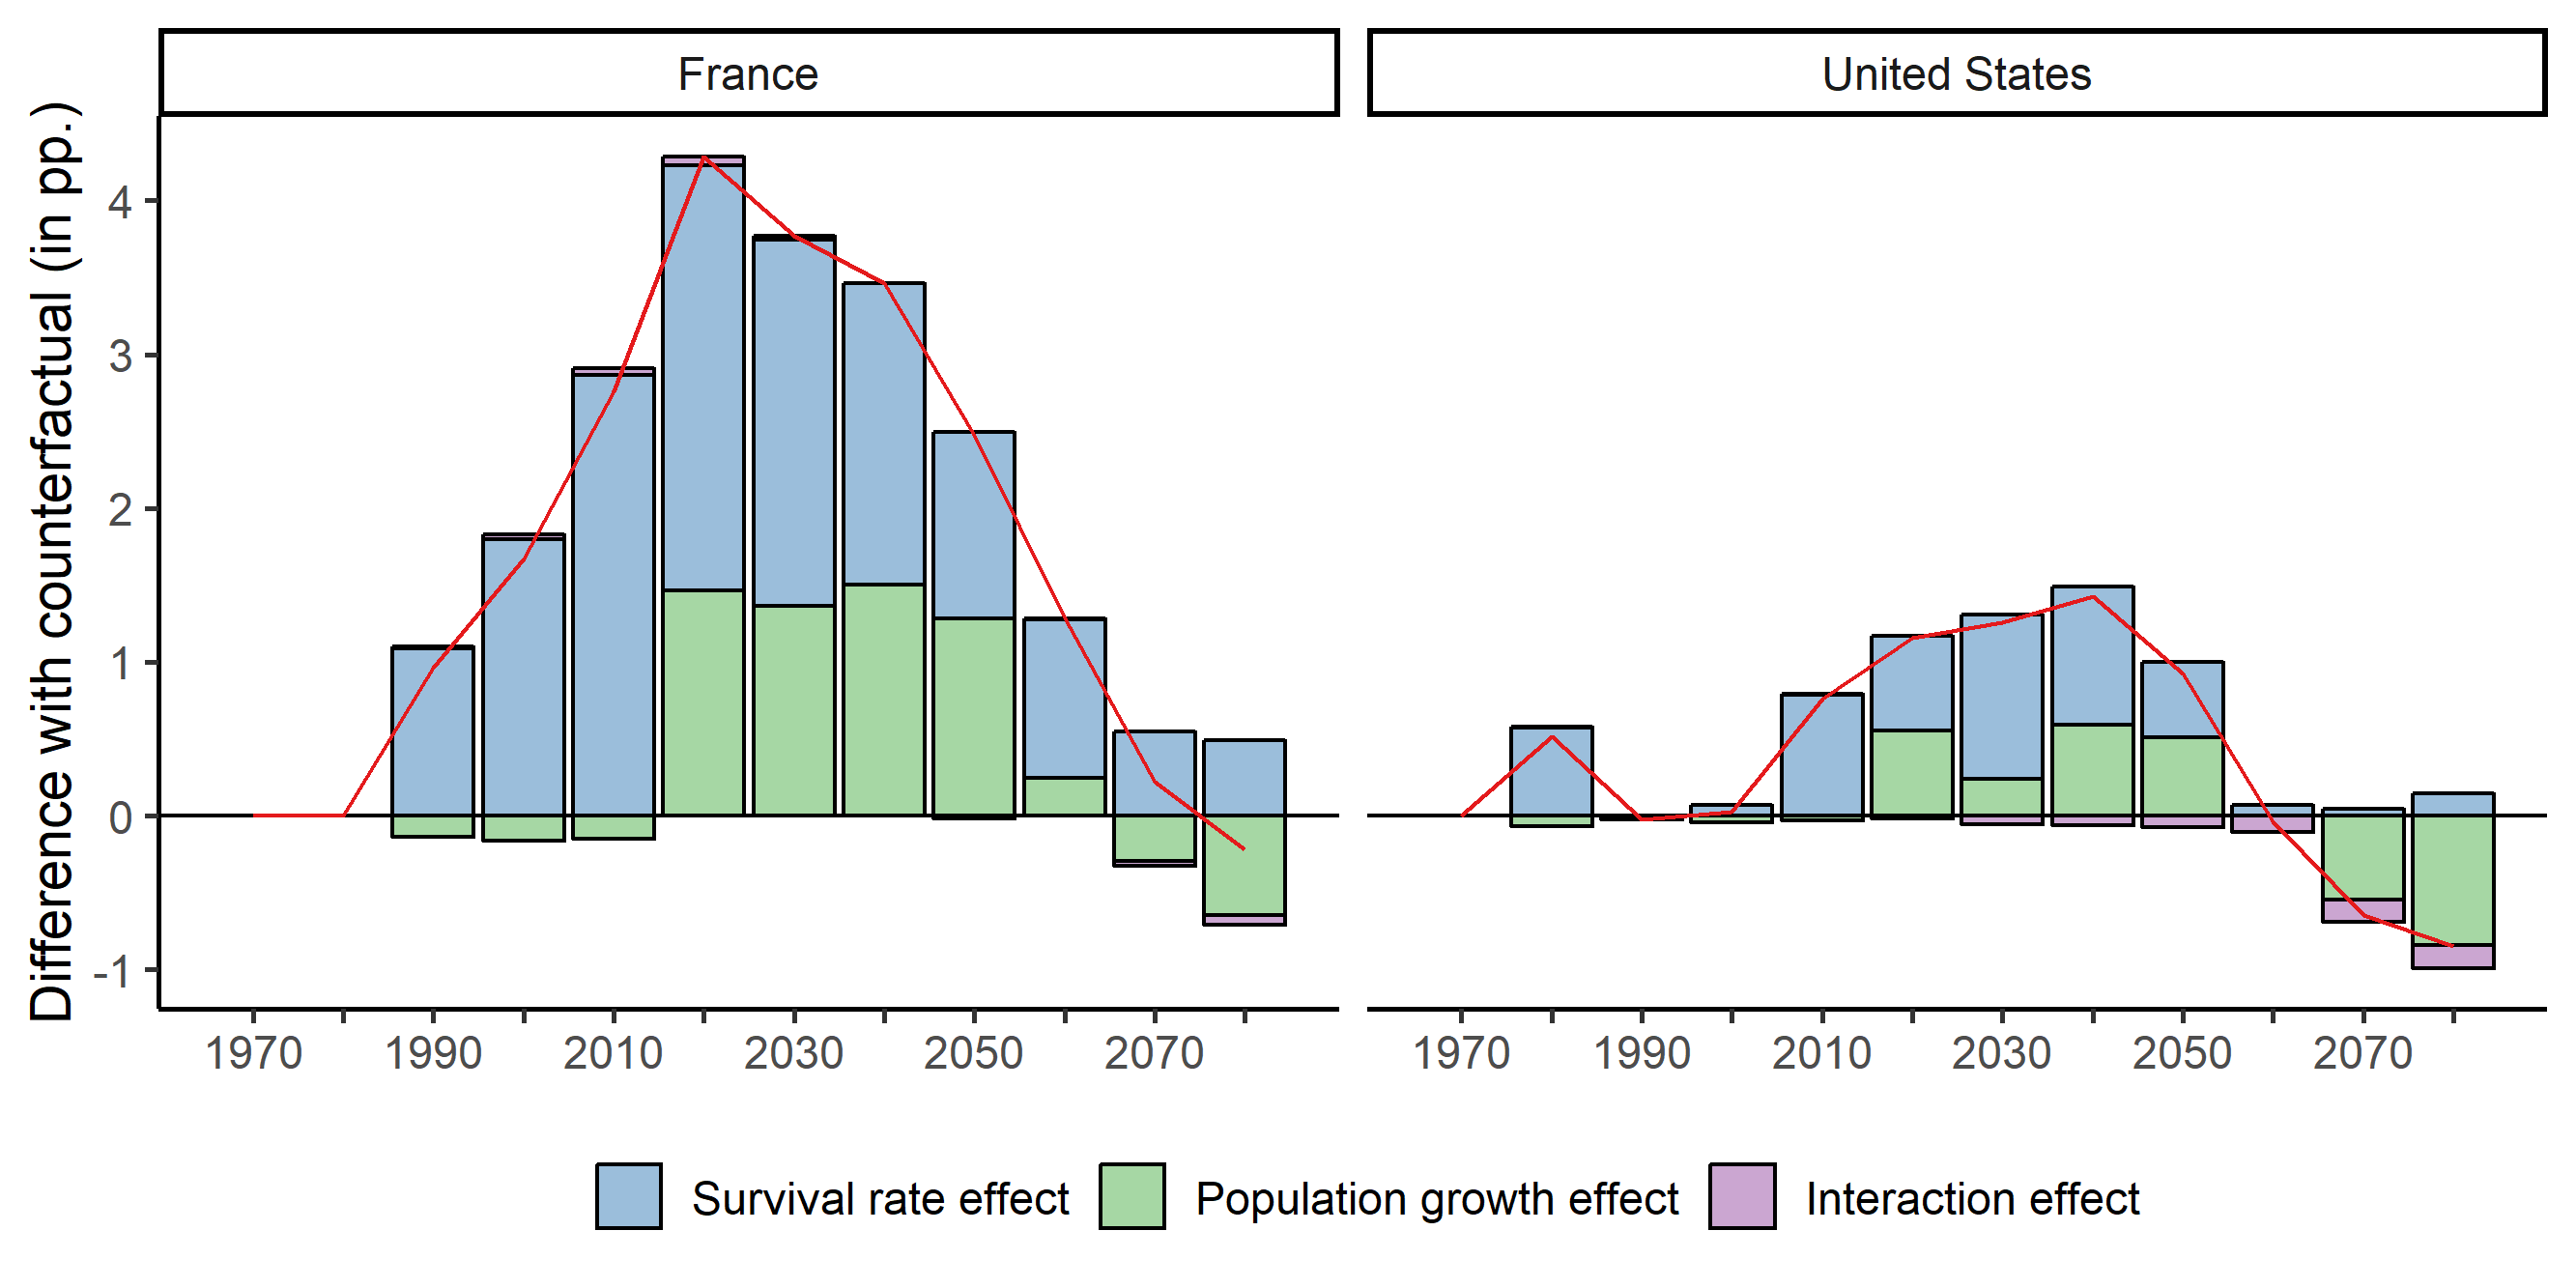 France
United States
Difference with counterfactual (in pp.)
4
3
2
1
0
-1
1970 1990 2010 2030 2050 2070
1970 1990 2010 2030 2050 2070
Survival rate effect
Population growth effect
Interaction effect